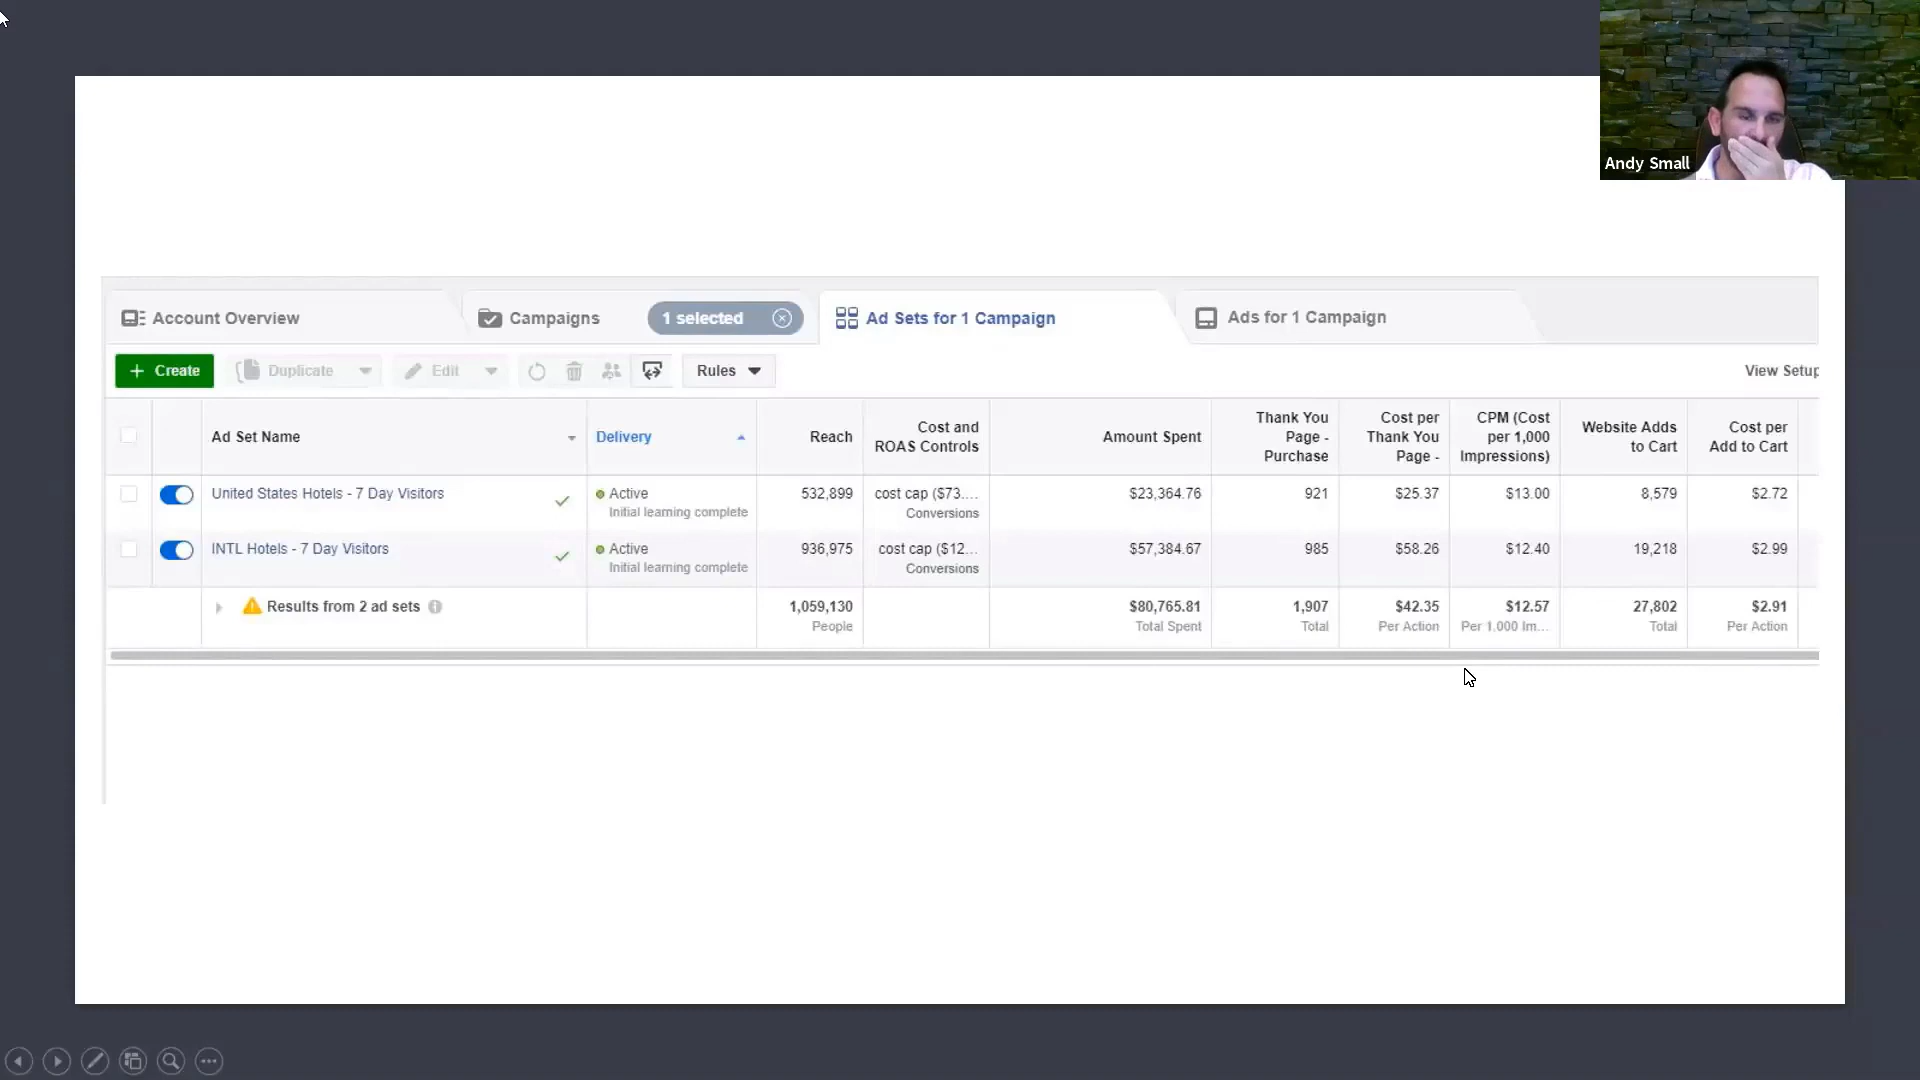 Andy Small
Account Overview
Campaigns
1 selected
Ad Sets for 1 Campaign
Ads for 1 Campaign
+ Create
Duplicate
Edit
Rules
View Setup
Ad Set Name
Delivery
Reach
Cost and
ROAS Controls
Amount Spent
Thank You
Page -
Purchase
Cost per
Thank You
Page -
CPM (Cost
per 1,000
Impressions)
Website Adds
to Cart
Cost per
Add to Cart
United States Hotels - 7 Day Visitors
Active
Initial learning complete
532,899
cost cap ($73....
Conversions
$23,364.76
921
$25.37
$13.00
8,579
$2.72
INTL Hotels - 7 Day Visitors
Active
Initial learning complete
936,975
cost cap ($12...
Conversions
$57,384.67
985
$58.26
$12.40
19,218
$2.99
Results from 2 ad sets
1,059,130
People
$80,765.81
Total Spent
1,907
Total
$42.35
Per Action
$12.57
Per 1,000 Im...
27,802
Total
$2.91
Per Action